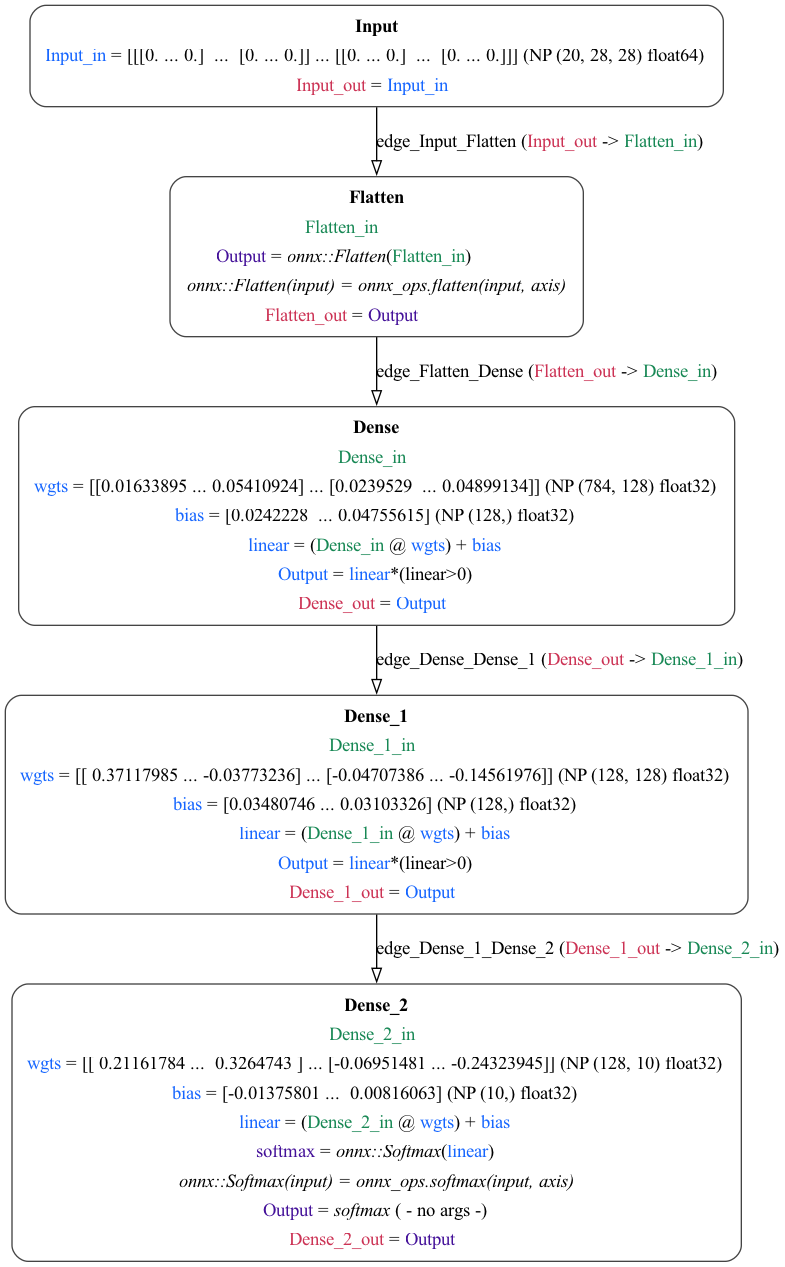 Input
Input_in = [[[0. ... 0.]  ...  [0. ... 0.]] ... [[0. ... 0.]  ...  [0. ... 0.]]] (NP (20, 28, 28) float64)
Input_out = Input_in
edge_Input_Flatten (Input_out -> Flatten_in)
Flatten
Flatten_in
Output = onnx::Flatten(Flatten_in)
onnx::Flatten(input) = onnx_ops.flatten(input, axis)
Flatten_out = Output
edge_Flatten_Dense (Flatten_out -> Dense_in)
Dense
Dense_in
wgts = [[0.01633895 ... 0.05410924] ... [0.0239529  ... 0.04899134]] (NP (784, 128) float32)
bias = [0.0242228  ... 0.04755615] (NP (128,) float32)
linear = (Dense_in @ wgts) + bias
Output = linear*(linear>0)
Dense_out = Output
edge_Dense_Dense_1 (Dense_out -> Dense_1_in)
Dense_1
Dense_1_in
wgts = [[ 0.37117985 ... -0.03773236] ... [-0.04707386 ... -0.14561976]] (NP (128, 128) float32)
bias = [0.03480746 ... 0.03103326] (NP (128,) float32)
linear = (Dense_1_in @ wgts) + bias
Output = linear*(linear>0)
Dense_1_out = Output
edge_Dense_1_Dense_2 (Dense_1_out -> Dense_2_in)
Dense_2
Dense_2_in
wgts = [[ 0.21161784 ...  0.3264743 ] ... [-0.06951481 ... -0.24323945]] (NP (128, 10) float32)
bias = [-0.01375801 ...  0.00816063] (NP (10,) float32)
linear = (Dense_2_in @ wgts) + bias
softmax = onnx::Softmax(linear)
onnx::Softmax(input) = onnx_ops.softmax(input, axis)
Output = softmax ( - no args -)
Dense_2_out = Output